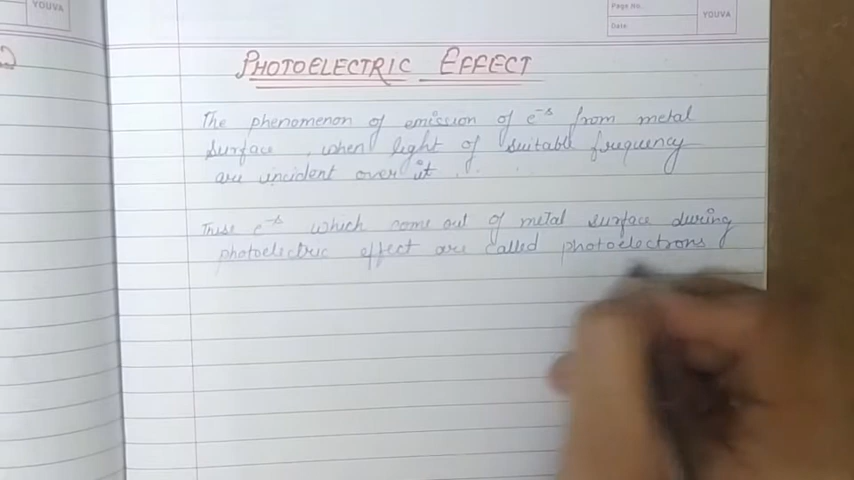 YOUVA
Page No.
Date:
YOUVA
PHOTOELECTRIC EFFECT
The phenomenon of emission of e⁻s from metal
surface, when light of suitable frequency
are incident over it.
These e⁻s which come out of metal surface during
photoelectric effect are called photoelectrons